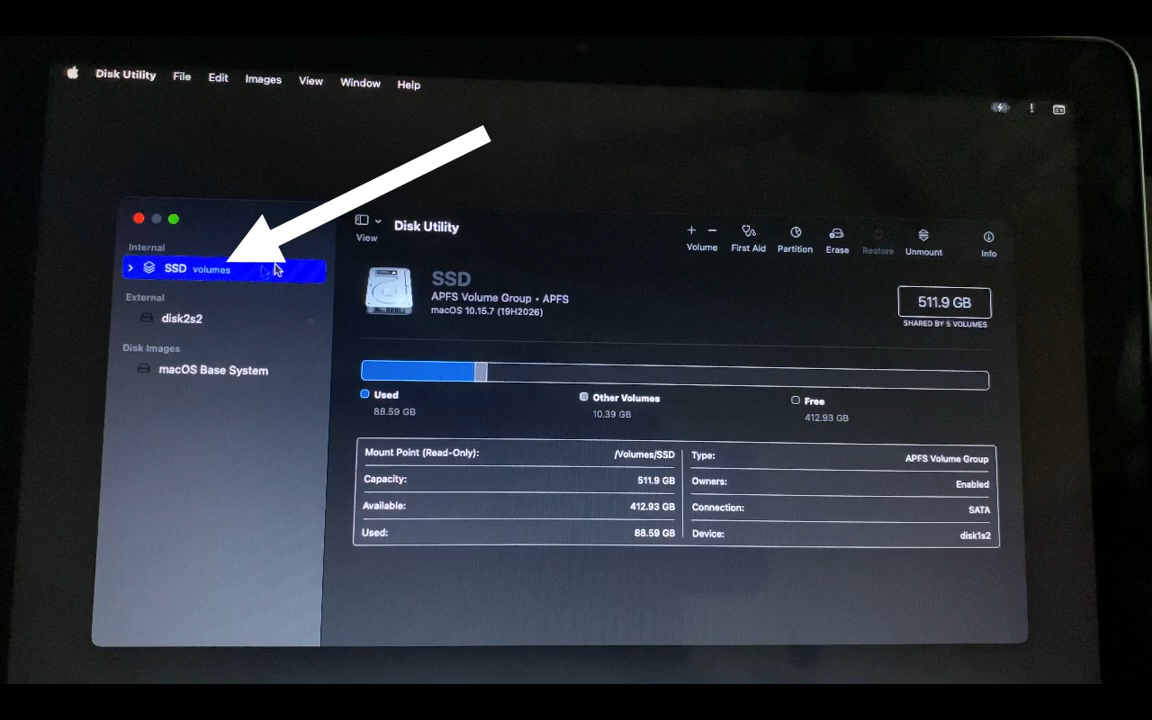 Disk Utility File Edit Images View Window Help
Internal
SSD volumes
External
disk2s2
Disk Images
macOS Base System
View
Disk Utility
Volume First Aid Partition Erase Restore Unmount Info
SSD
APFS Volume Group • APFS
macOS 10.15.7 (19H2026)
511.9 GB
SHARED BY 5 VOLUMES
Used
88.59 GB
Other Volumes
10.39 GB
Free
412.93 GB
Mount Point (Read-Only): /Volumes/SSD
Capacity: 511.9 GB
Available: 412.93 GB
Used: 88.59 GB
Type: APFS Volume Group
Owners: Enabled
Connection: SATA
Device: disk1s2